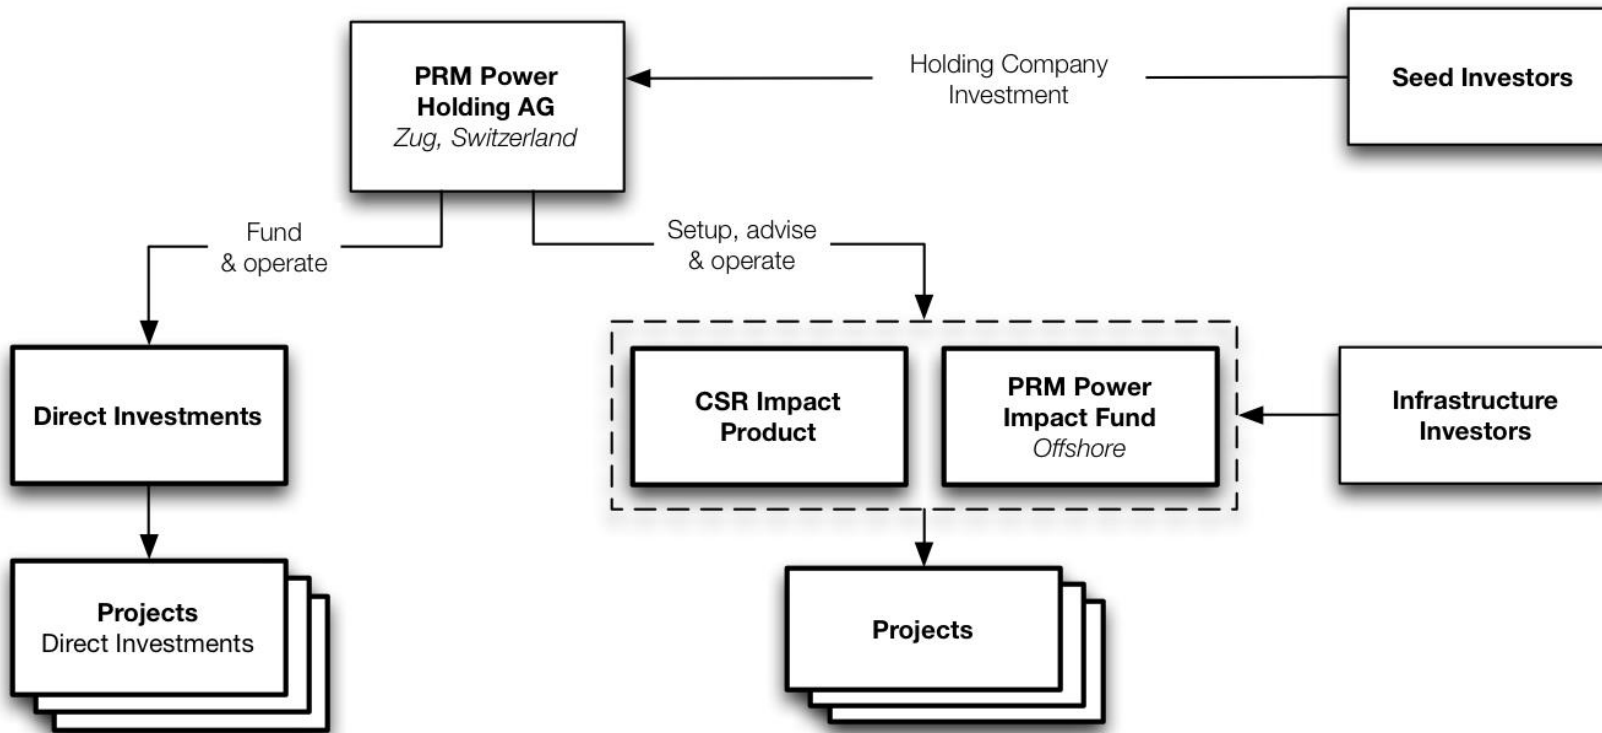 PRM Power
Holding AG
Zug, Switzerland
Holding Company
Investment
Seed Investors
Fund
& operate
Setup, advise
& operate
Direct Investments
CSR Impact
Product
PRM Power
Impact Fund
Offshore
Infrastructure
Investors
Projects
Direct Investments
Projects